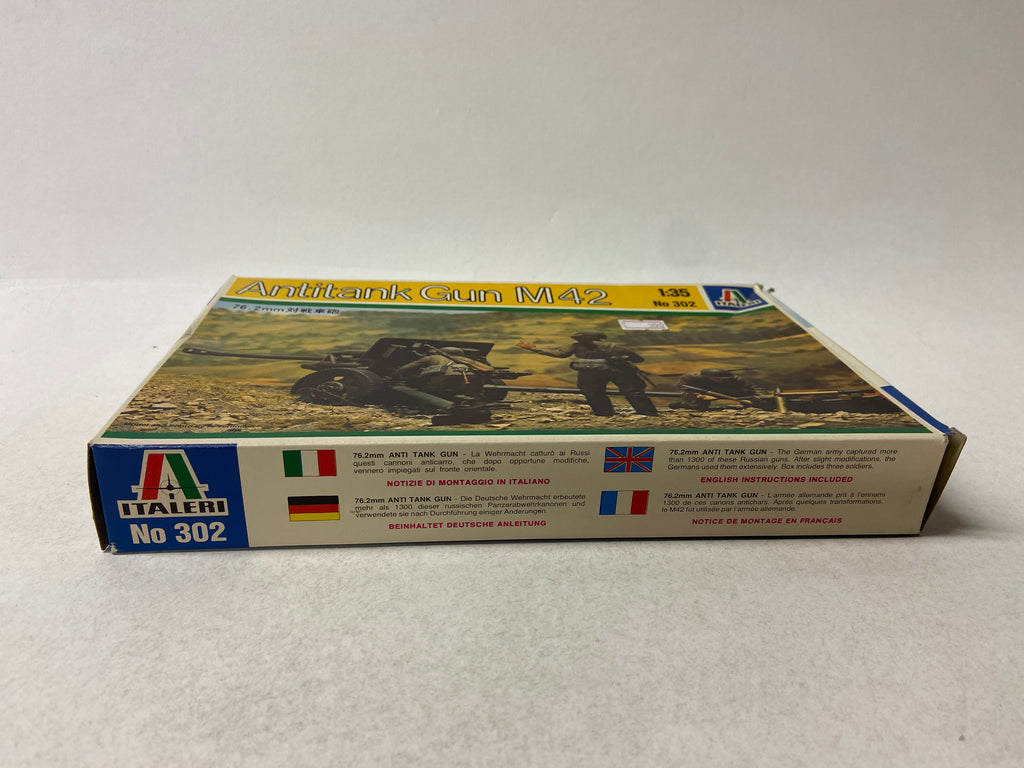 Antitank Gun M42
1:35
No 302
ITALERI
76.2mm対戦車砲
ITALERI
No 302
76.2mm ANTI TANK GUN - La Wehrmacht catturò ai Russi
questi cannoni anticarro, che dopo opportune modifiche,
vennero impiegati sul fronte orientale.
NOTIZIE DI MONTAGGIO IN ITALIANO
76.2mm ANTI TANK GUN - Die Deutsche Wehrmacht erbeutete
mehr als 1300 dieser russischen Panzerabwehrkanonen und
verwendete sie nach Durchführung einiger Änderungen.
BEINHALTET DEUTSCHE ANLEITUNG
76.2mm ANTI TANK GUN - The German army captured more
than 1300 of these Russian guns. After slight modifications, the
Germans used them extensively. Box includes three soldiers.
ENGLISH INSTRUCTIONS INCLUDED
76.2mm ANTI TANK GUN - L'armée allemande prit à l'ennemi
1300 de ces canons antichars. Après quelques transformations.
le M42 fut utilisée par l'armée allemande.
NOTICE DE MONTAGE EN FRANÇAIS